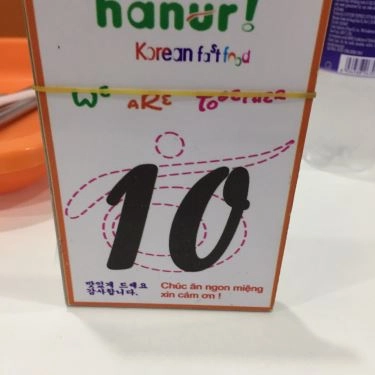 hanur!
Korean fast food
We are together
10
맛있게 드세요
감사합니다.
Chúc ăn ngon miệng
xin cảm ơn !